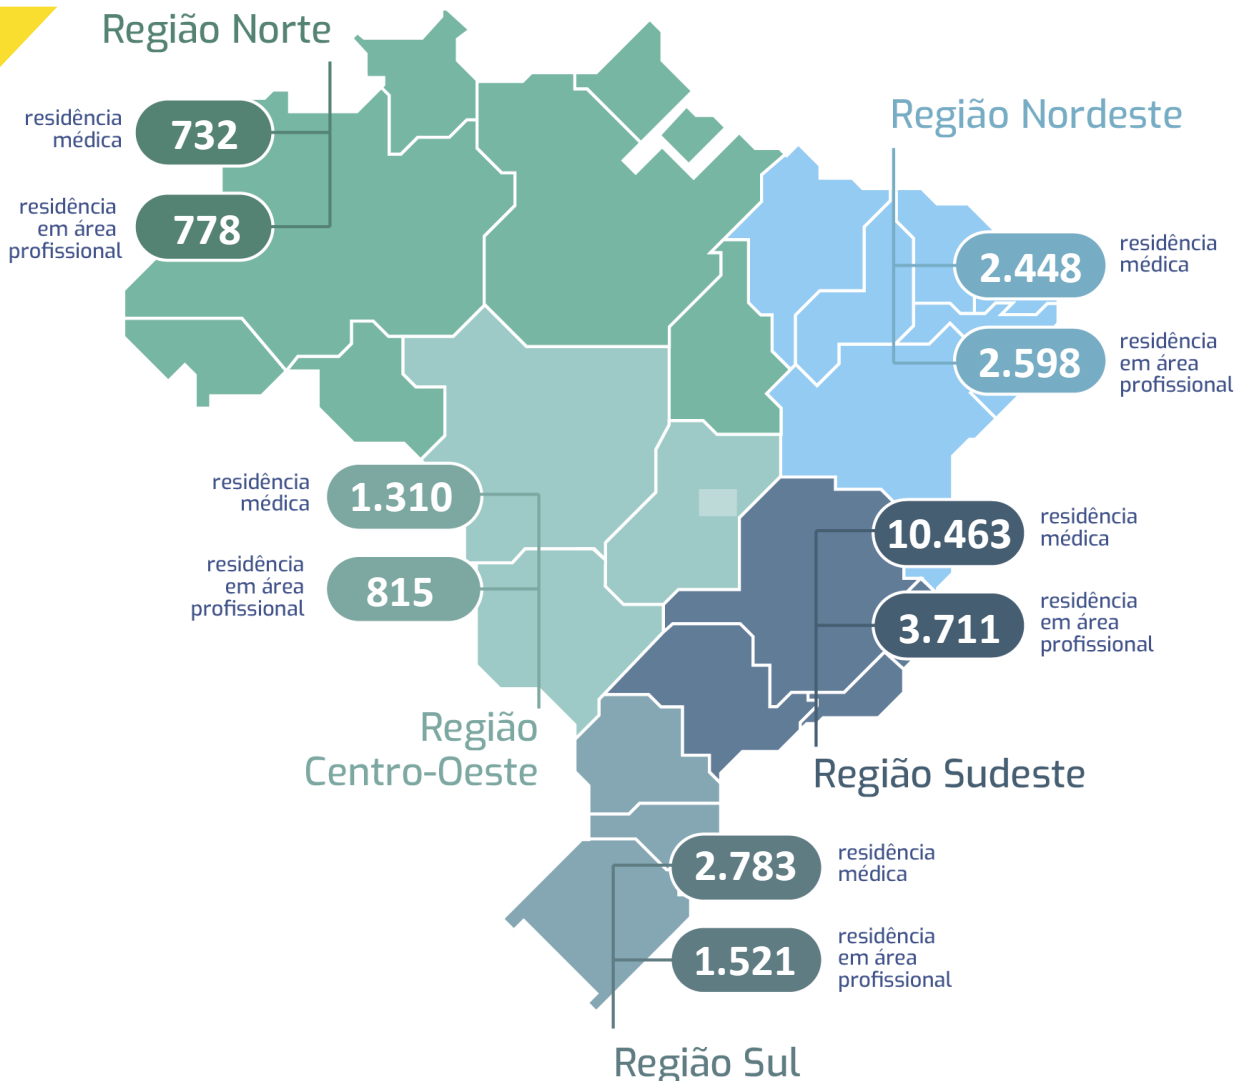 Região Norte
residência
médica
732
residência
em área
profissional
778
Região Nordeste
2.448
residência
médica
2.598
residência
em área
profissional
residência
médica
1.310
residência
em área
profissional
815
Região
Centro-Oeste
10.463
residência
médica
3.711
residência
em área
profissional
Região Sudeste
2.783
residência
médica
1.521
residência
em área
profissional
Região Sul